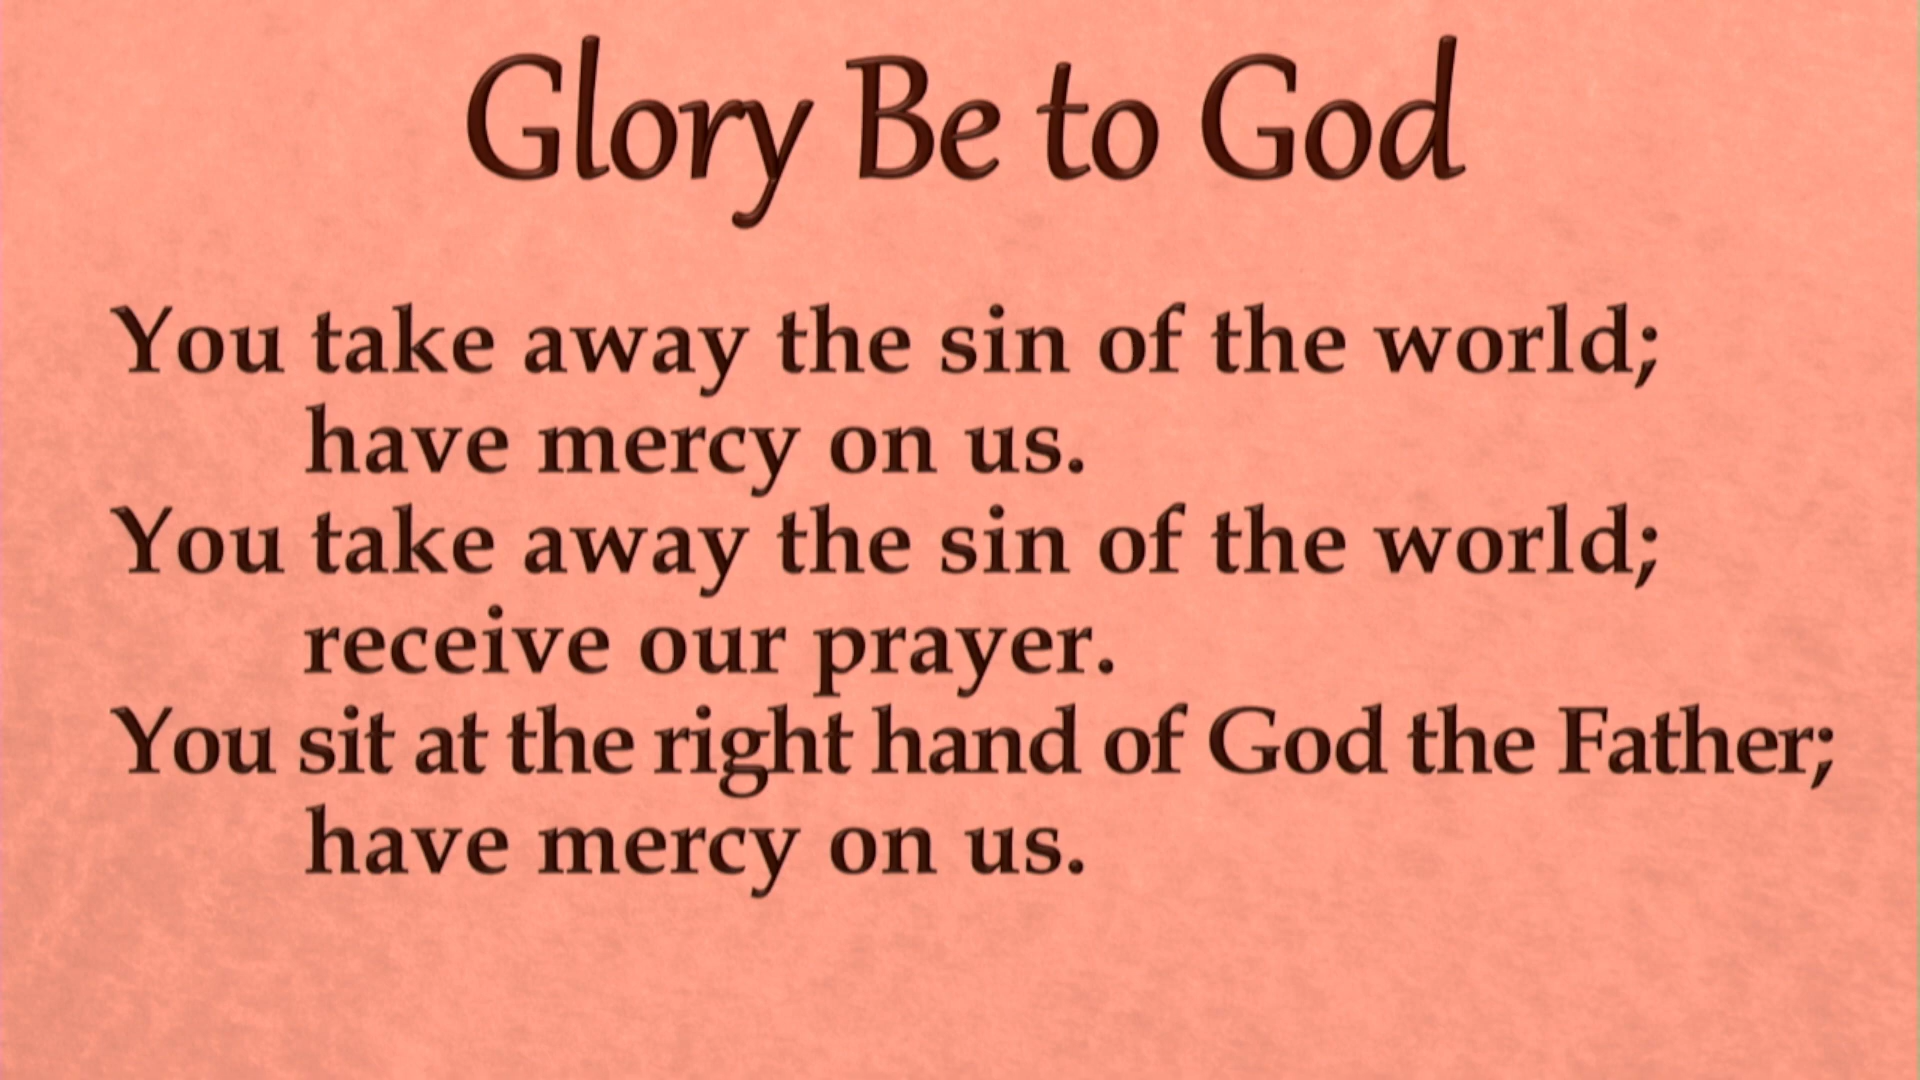 Glory Be to God
You take away the sin of the world;
have mercy on us.
You take away the sin of the world;
receive our prayer.
You sit at the right hand of God the Father;
have mercy on us.